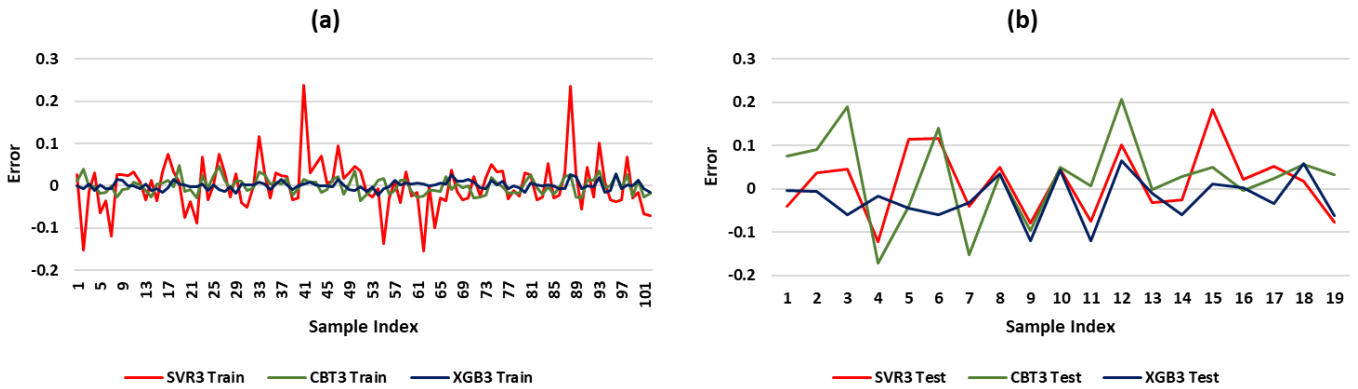 (a)
0.3
0.2
0.1
0
-0.1
-0.2
Error
1 5 9 13 17 21 25 29 33 37 41 45 49 53 57 61 65 69 73 77 81 85 89 93 97 101
Sample Index
SVR3 Train CBT3 Train XGB3 Train
(b)
0.3
0.2
0.1
0
-0.1
-0.2
Error
1 2 3 4 5 6 7 8 9 10 11 12 13 14 15 16 17 18 19
Sample Index
SVR3 Test CBT3 Test XGB3 Test